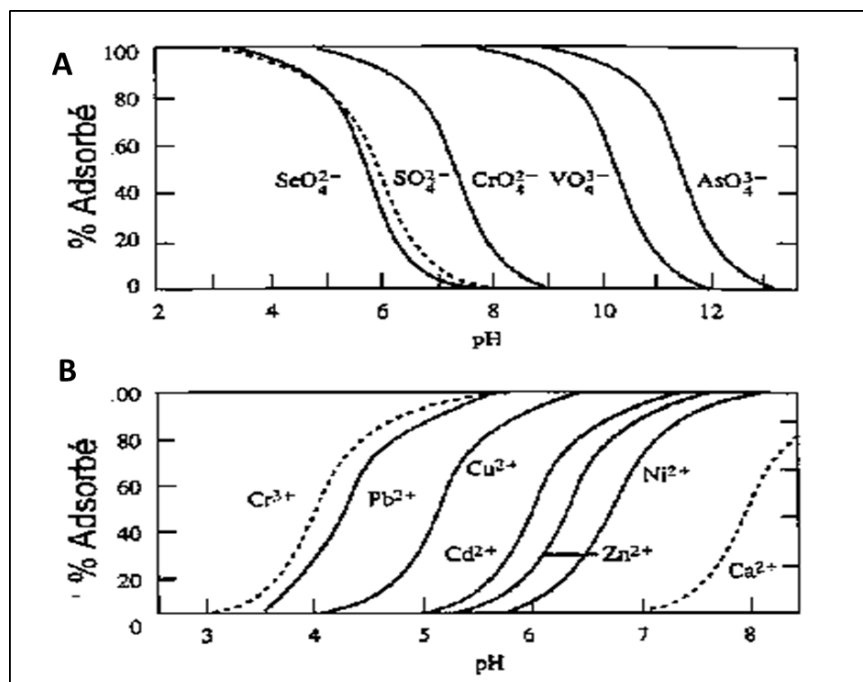 A
% Adsorbé
100
80
60
40
20
0
SeO₄²⁻
SO₄²⁻
CrO₄²⁻
VO₄³⁻
AsO₄³⁻
2 4 6 8 10 12
pH
B
% Adsorbé
.00
80
60
40
20
0
Cr³⁺
Pb²⁺
Cu²⁺
Cd²⁺
Zn²⁺
Ni²⁺
Ca²⁺
3 4 5 6 7 8
pH